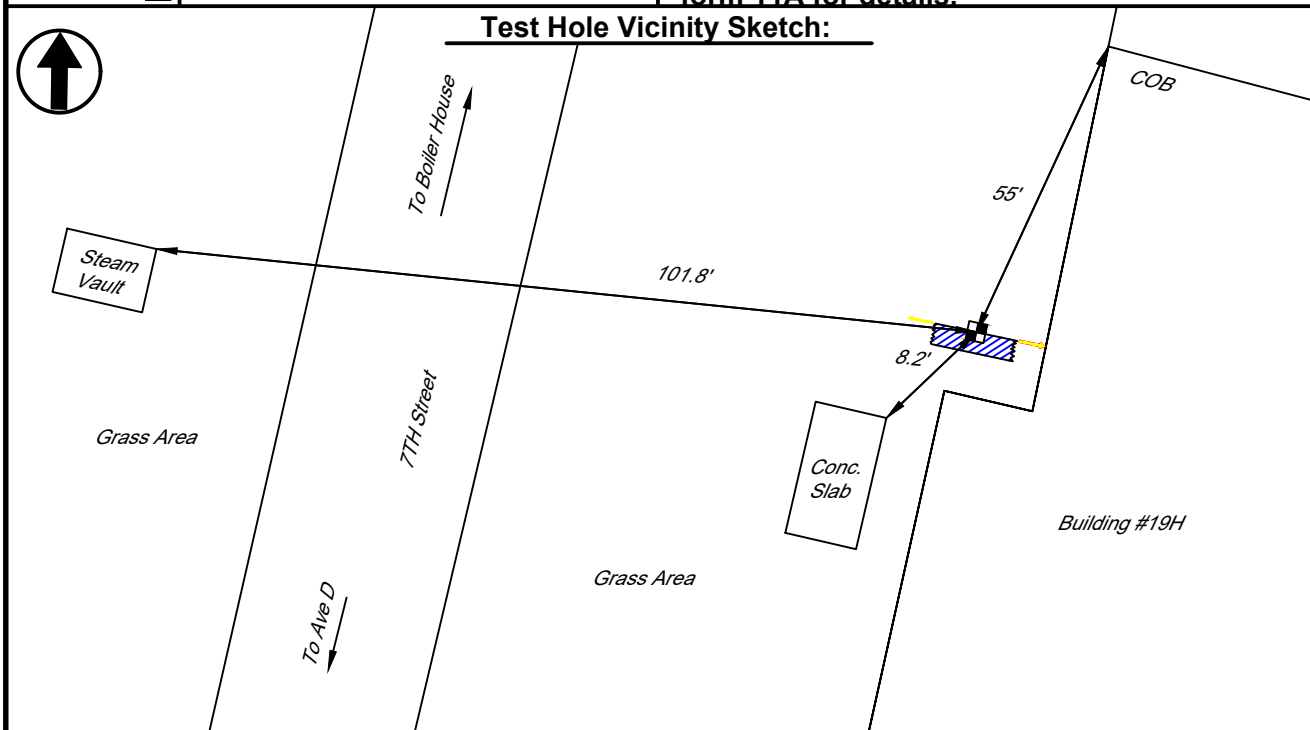 Test Hole Vicinity Sketch:
COB
To Boiler House
55'
Steam
Vault
101.8'
8.2'
7TH Street
Grass Area
Conc.
Slab
Building #19H
Grass Area
To Ave D